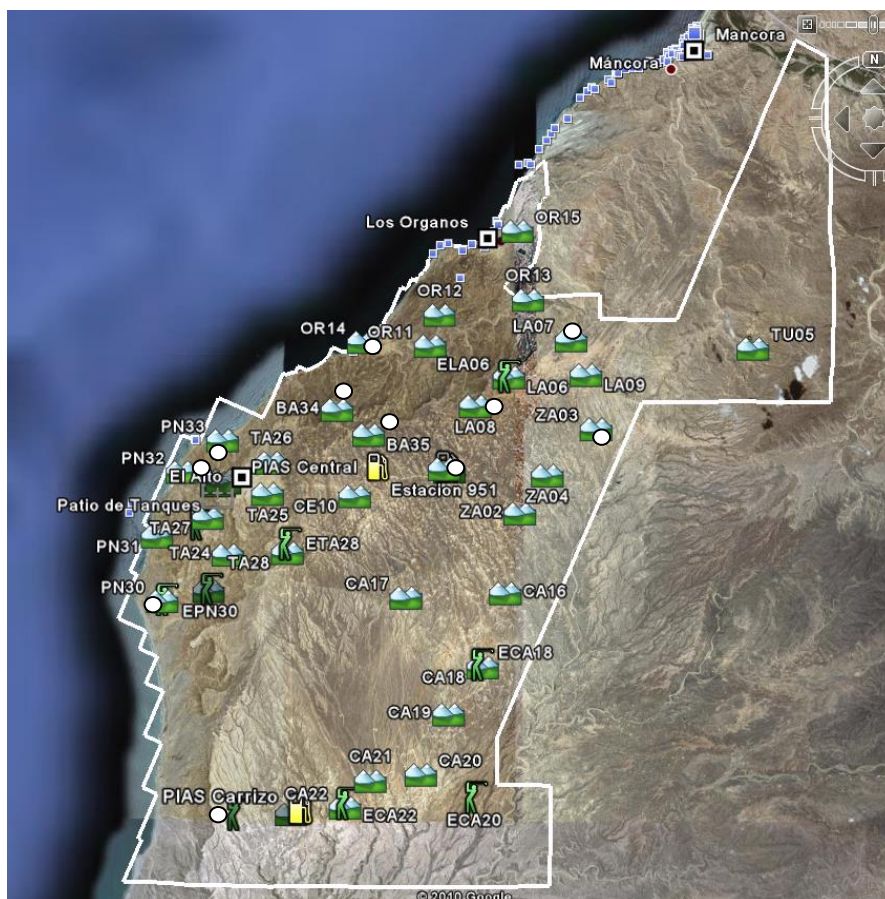 Mancora
Máncora
N
Los Organos
OR15
OR13
OR12
OR14
OR11
LA07
TU05
ELA06
LA06
LA09
BA34
LA08
ZA03
PN33
TA26
BA35
PN32
PIAS Central
El Alto
Estacion 951
ZA04
Patio de Tanques
TA25
CE10
ZA02
TA27
PN31
TA24
TA28
ETA28
PN30
EPN30
CA17
CA16
ECA18
CA18
CA19
CA21
CA20
PIAS Carrizo
CA22
ECA22
ECA20
© 2010 Google